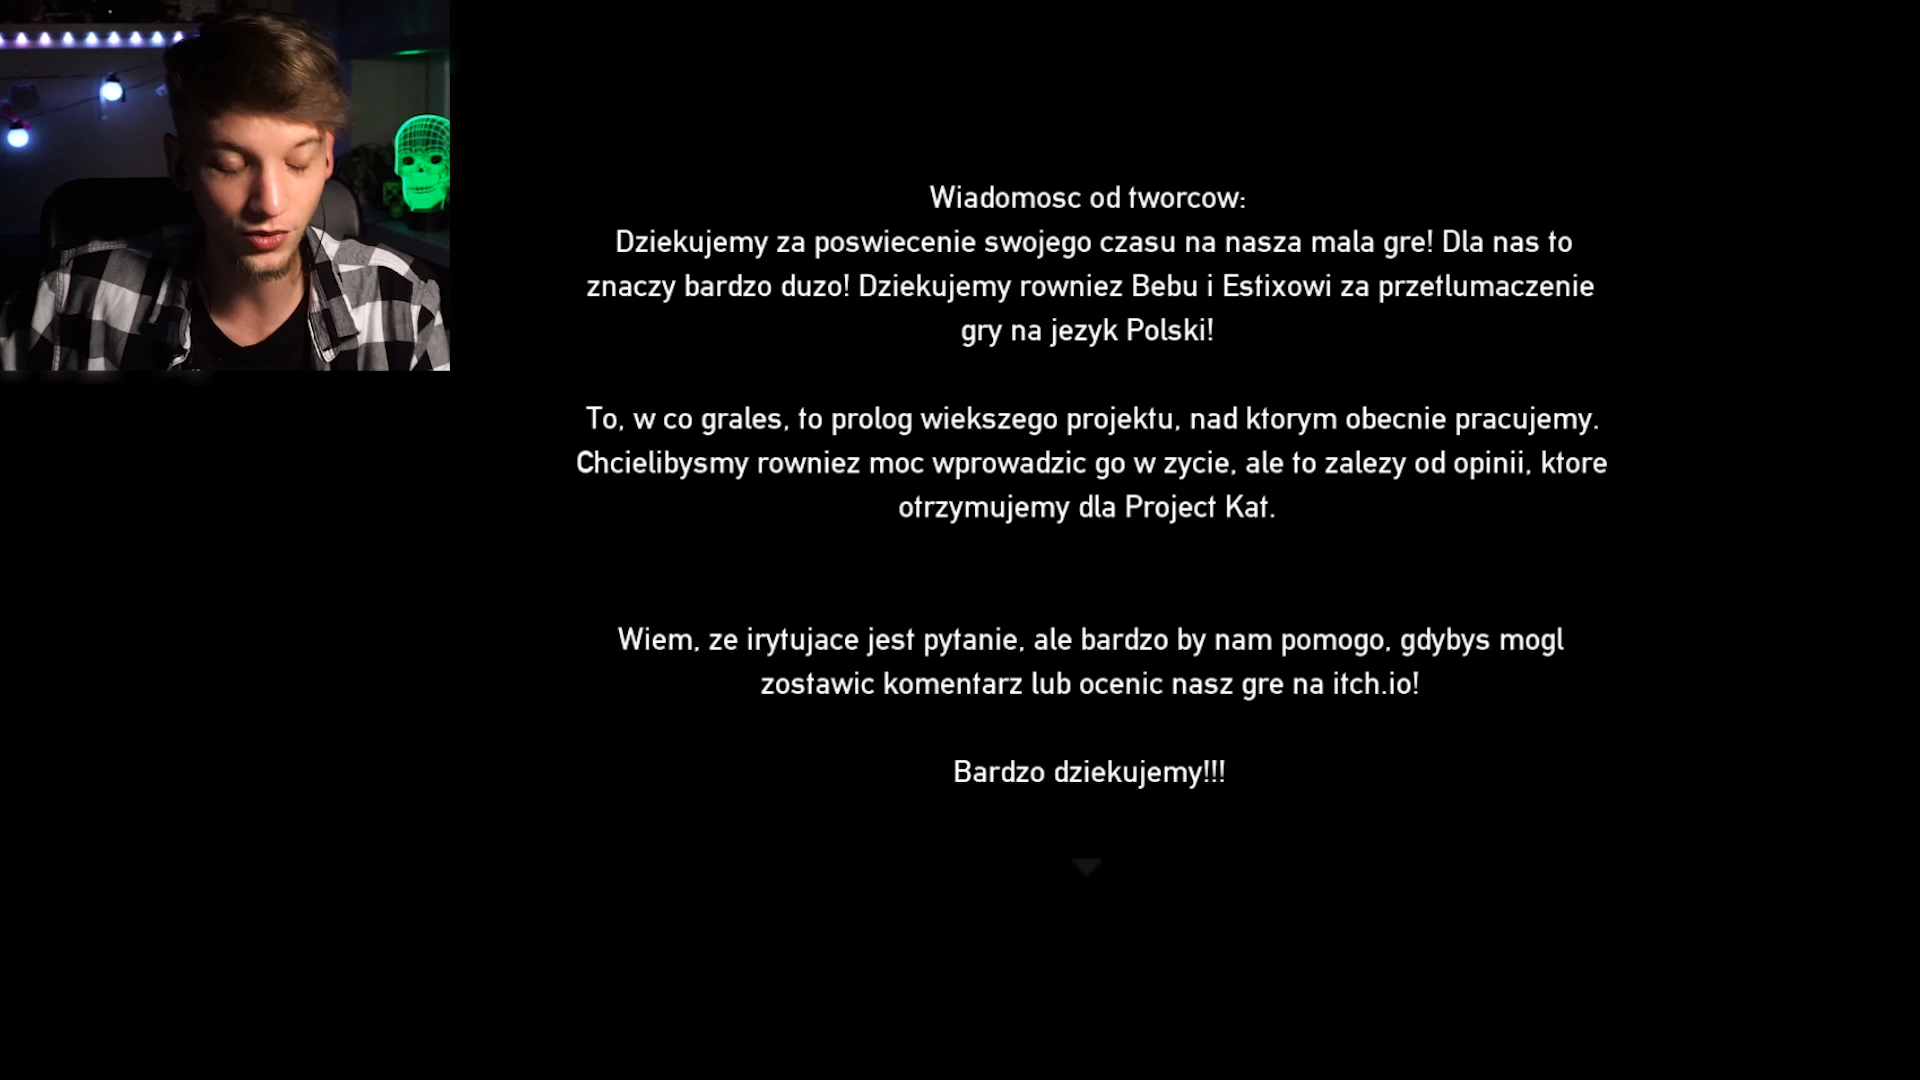 Wiadomosc od tworcow:
Dziekujemy za poswiecenie swojego czasu na nasza mala gre! Dla nas to
znaczy bardzo duzo! Dziekujemy rowniez Bebu i Estixowi za przetlumaczenie
gry na jezyk Polski!
To, w co grales, to prolog wiekszego projektu, nad ktorym obecnie pracujemy.
Chcielibysmy rowniez moc wprowadzic go w zycie, ale to zalezy od opinii, ktore
otrzymujemy dla Project Kat.
Wiem, ze irytujace jest pytanie, ale bardzo by nam pomogo, gdybys mogl
zostawic komentarz lub ocenic nasz gre na itch.io!
Bardzo dziekujemy!!!